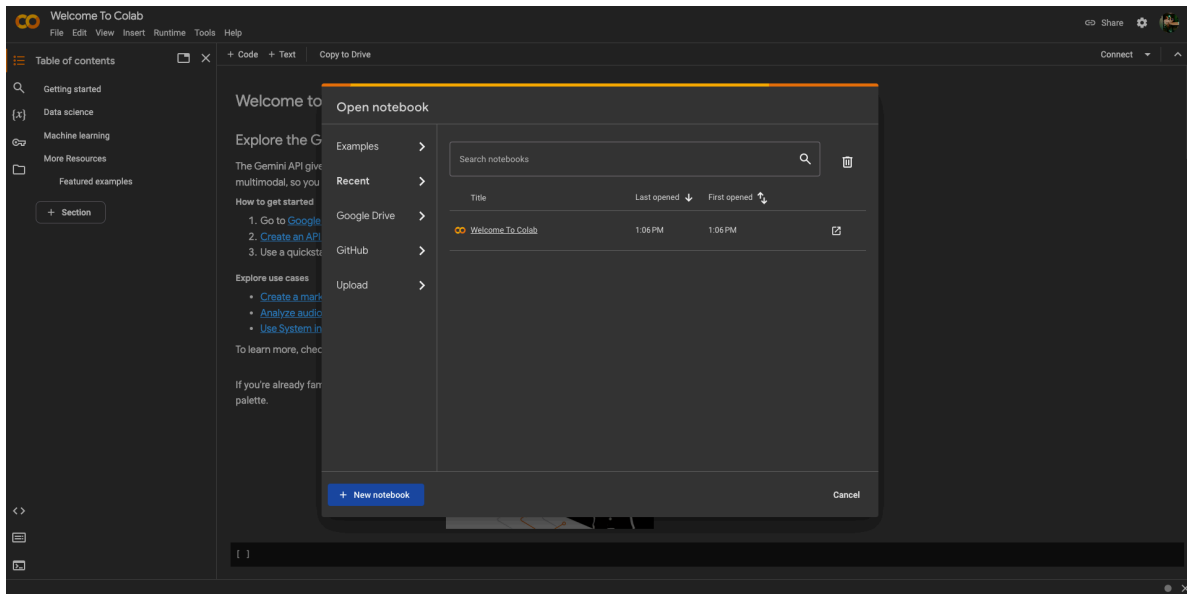 Welcome To Colab
File Edit View Insert Runtime Tools Help
Share
+ Code + Text Copy to Drive
Connect
Table of contents
Getting started
Data science
Machine learning
More Resources
Featured examples
+ Section
{x}
Welcome to
Explore the G
The Gemini API give
multimodal, so you
How to get started
1. Go to Google
2. Create an API
3. Use a quicksta
Explore use cases
• Create a mark
• Analyze audio
• Use System in
To learn more, chec
If you're already fam
palette.
Open notebook
Examples
Recent
Google Drive
GitHub
Upload
Search notebooks
Title Last opened First opened
Welcome To Colab 1:06 PM 1:06 PM
+ New notebook
Cancel
[ ]